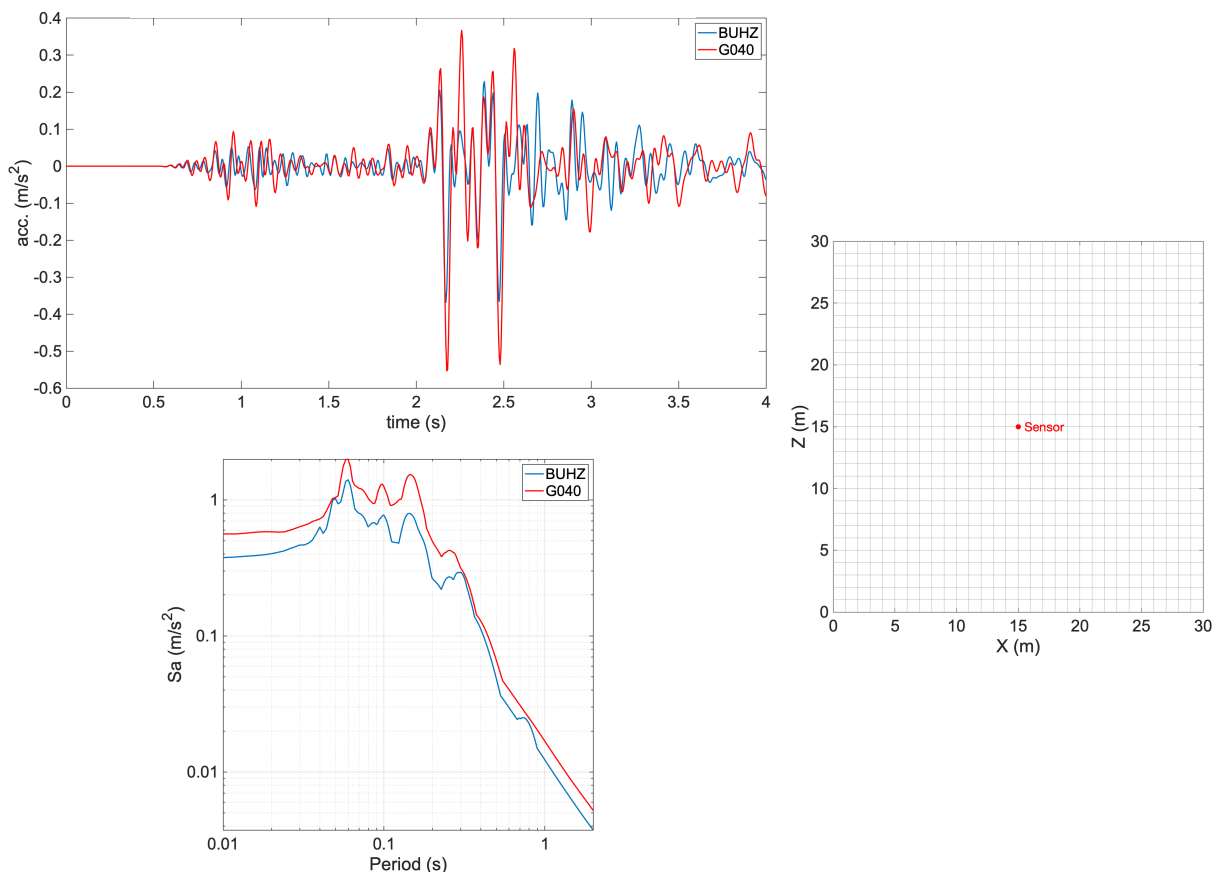 0.4
0.3
0.2
0.1
0
-0.1
-0.2
-0.3
-0.4
-0.5
-0.6
acc. (m/s²)
0 0.5 1 1.5 2 2.5 3 3.5 4
time (s)
BUHZ
G040
1
0.1
0.01
Sa (m/s²)
0.01 0.1 1
Period (s)
BUHZ
G040
30
25
20
15
10
5
0
Z (m)
Sensor
0 5 10 15 20 25 30
X (m)